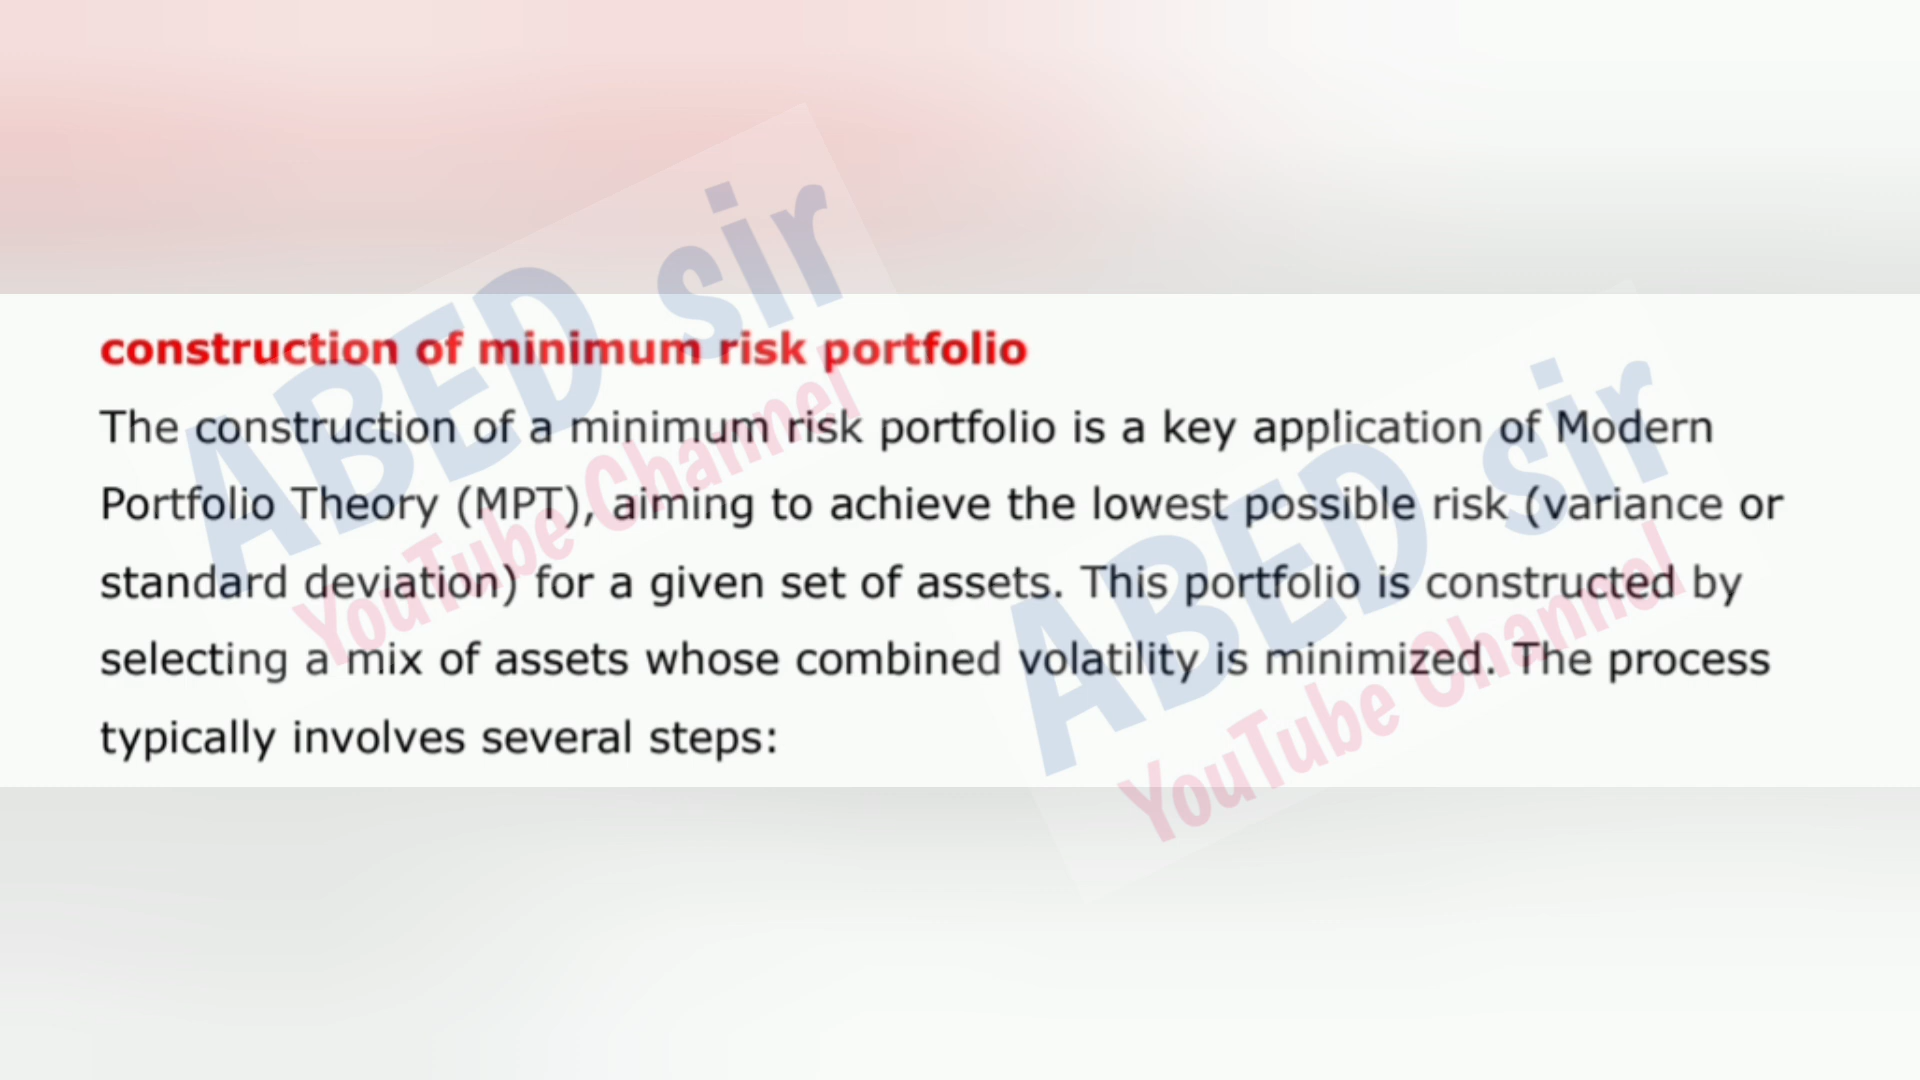 construction of minimum risk portfolio
The construction of a minimum risk portfolio is a key application of Modern
Portfolio Theory (MPT), aiming to achieve the lowest possible risk (variance or
standard deviation) for a given set of assets. This portfolio is constructed by
selecting a mix of assets whose combined volatility is minimized. The process
typically involves several steps:
ABED sir
YouTube Channel
ABED sir
YouTube Channel